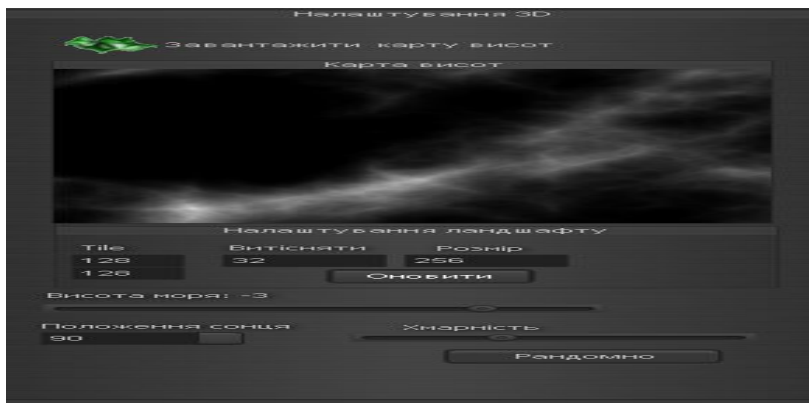 Налаштування 3D
Завантажити карту висот
Карта висот
Налаштування ландшафту
Tile Витісняти Розмір
128 32 256
128 Оновити
Висота моря: -3
Положення сонця Хмарність
90
Рандомно